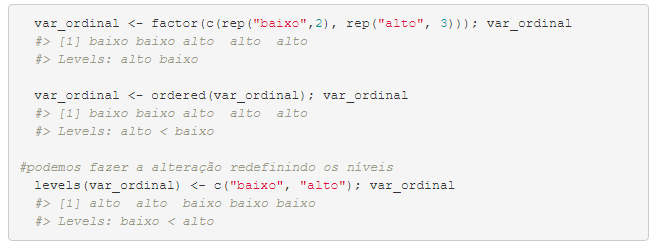 var_ordinal <- factor(c(rep("baixo",2), rep("alto", 3))); var_ordinal
#> [1] baixo baixo alto  alto  alto
#> Levels: alto baixo
var_ordinal <- ordered(var_ordinal); var_ordinal
#> [1] baixo baixo alto  alto  alto
#> Levels: alto < baixo
#podemos fazer a alteração redefinindo os níveis
levels(var_ordinal) <- c("baixo", "alto"); var_ordinal
#> [1] alto  alto  baixo baixo baixo
#> Levels: baixo < alto